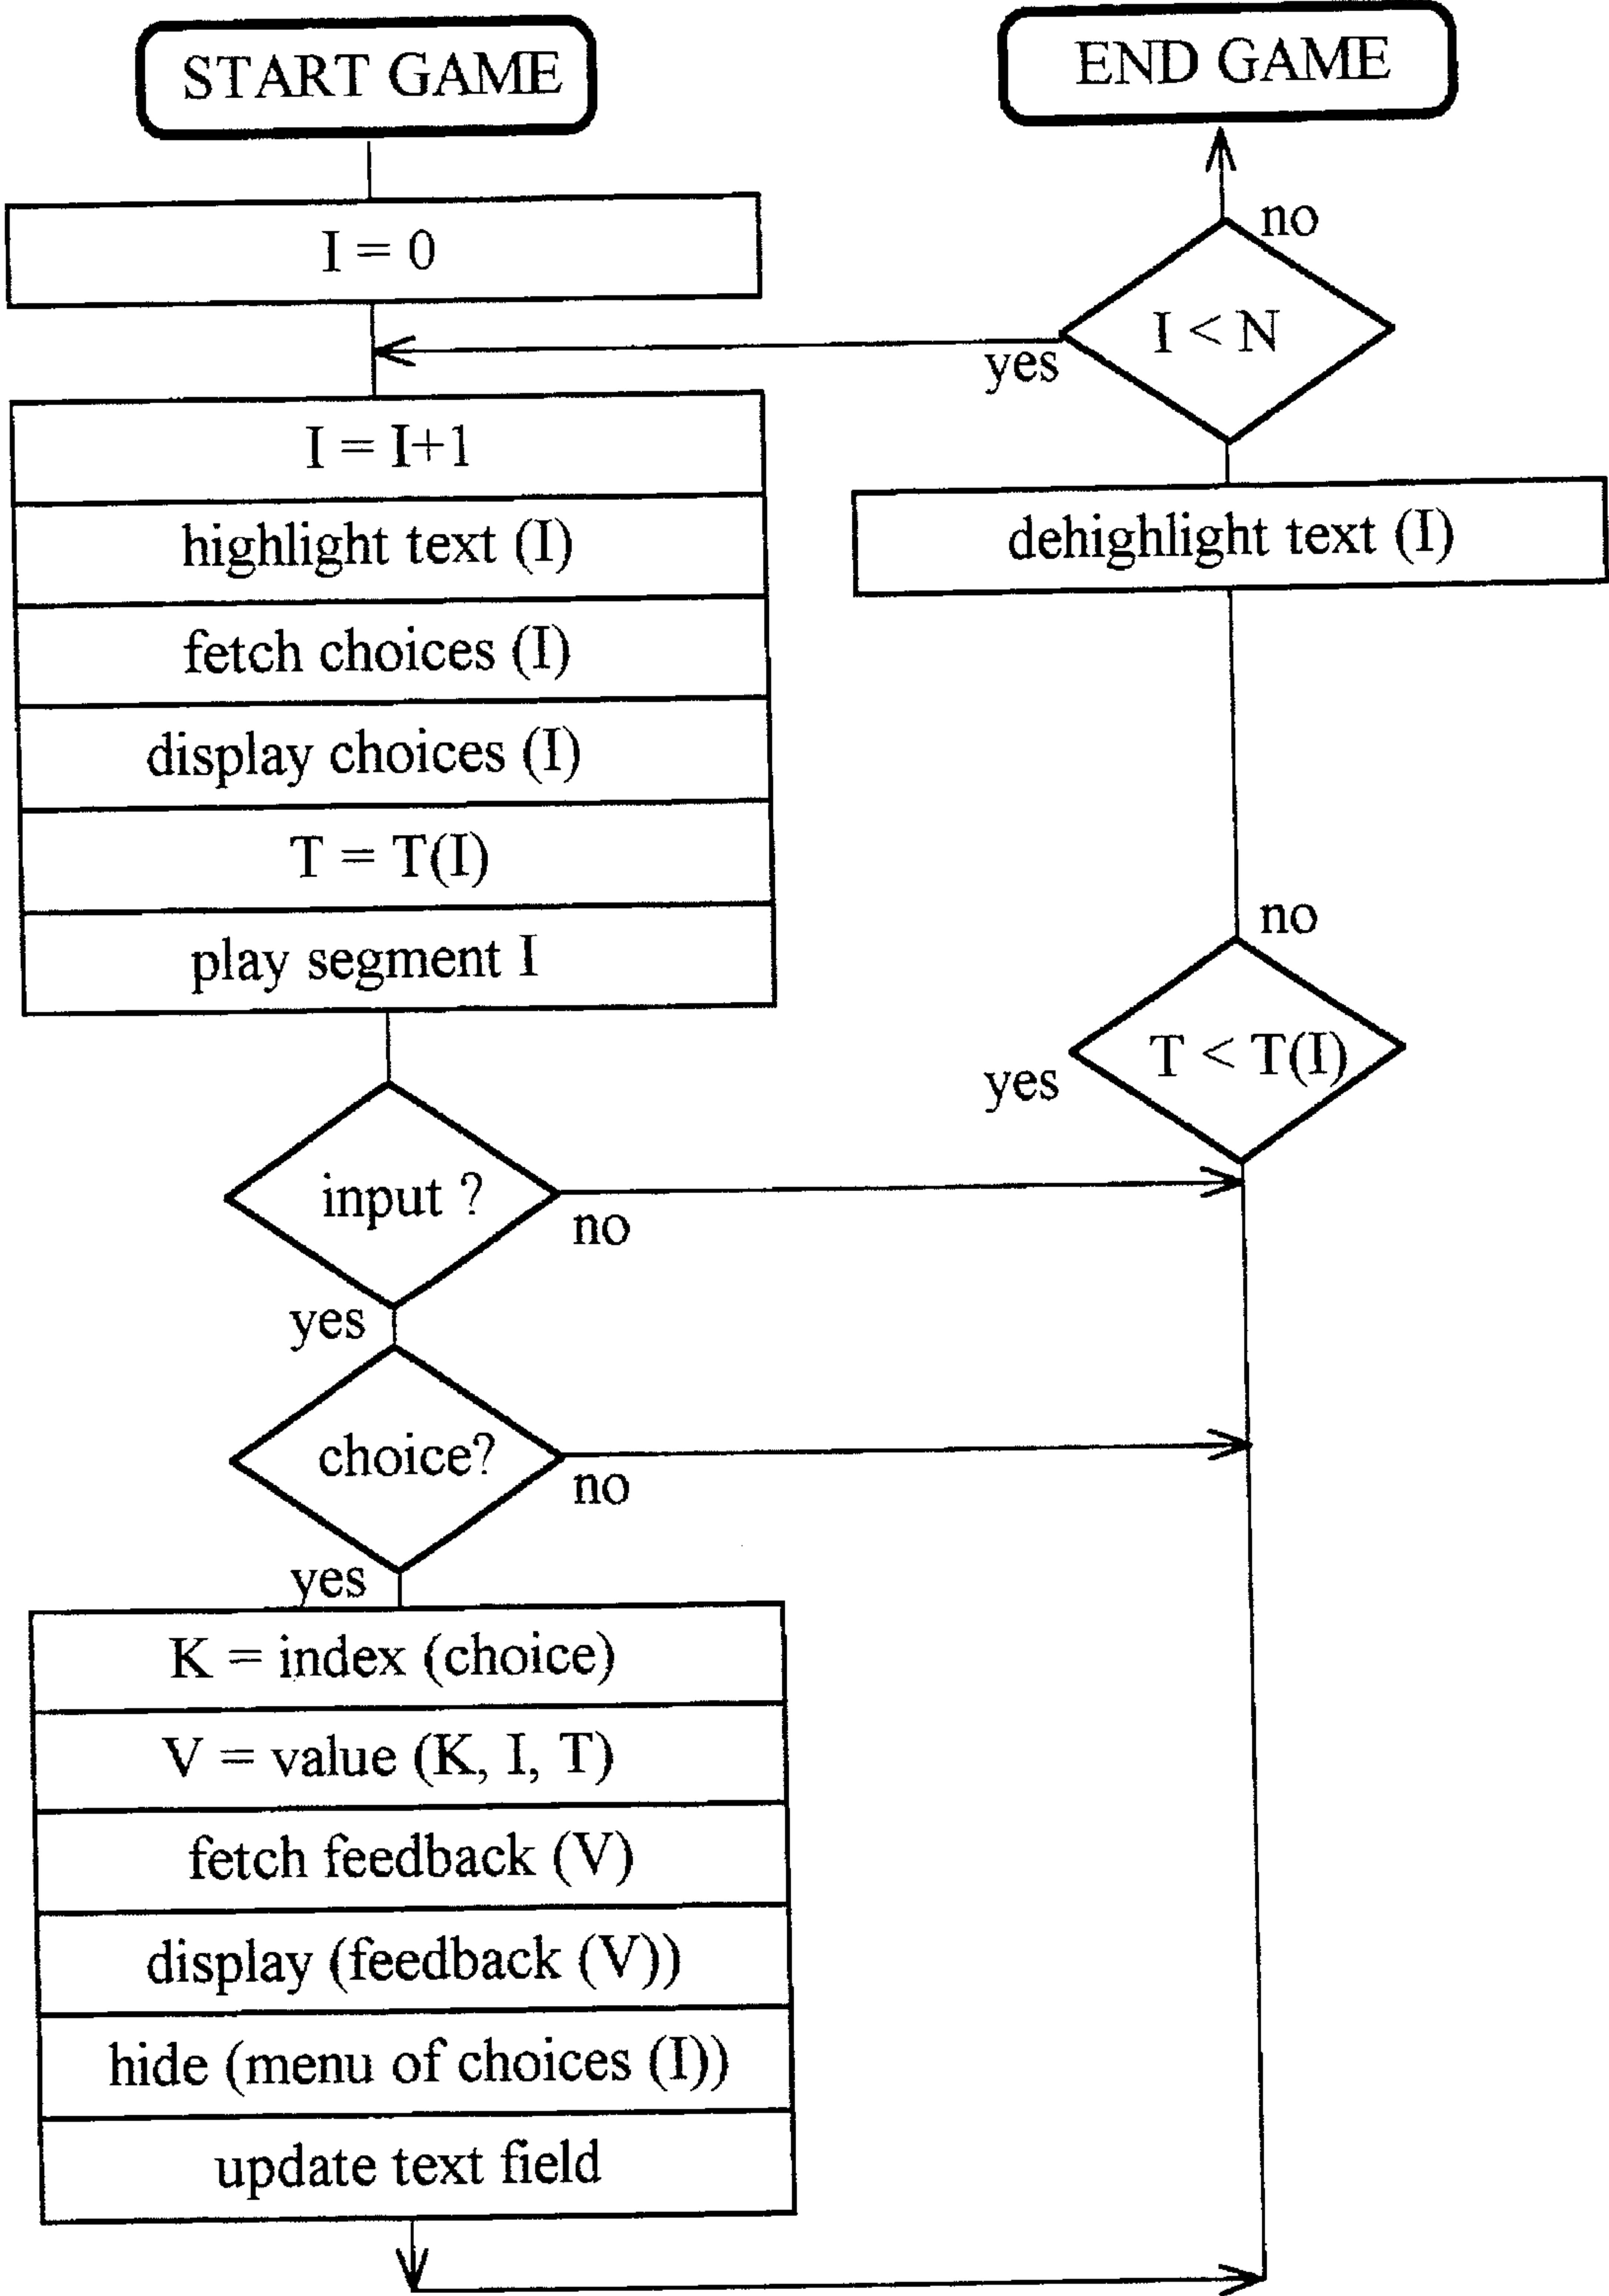 START GAME
I = 0
I = I+1
highlight text (I)
fetch choices (I)
display choices (I)
T = T(I)
play segment I
input ?
no
yes
choice?
no
yes
K = index (choice)
V = value (K, I, T)
fetch feedback (V)
display (feedback (V))
hide (menu of choices (I))
update text field
END GAME
no
I < N
yes
dehighlight text (I)
no
T < T(I)
yes